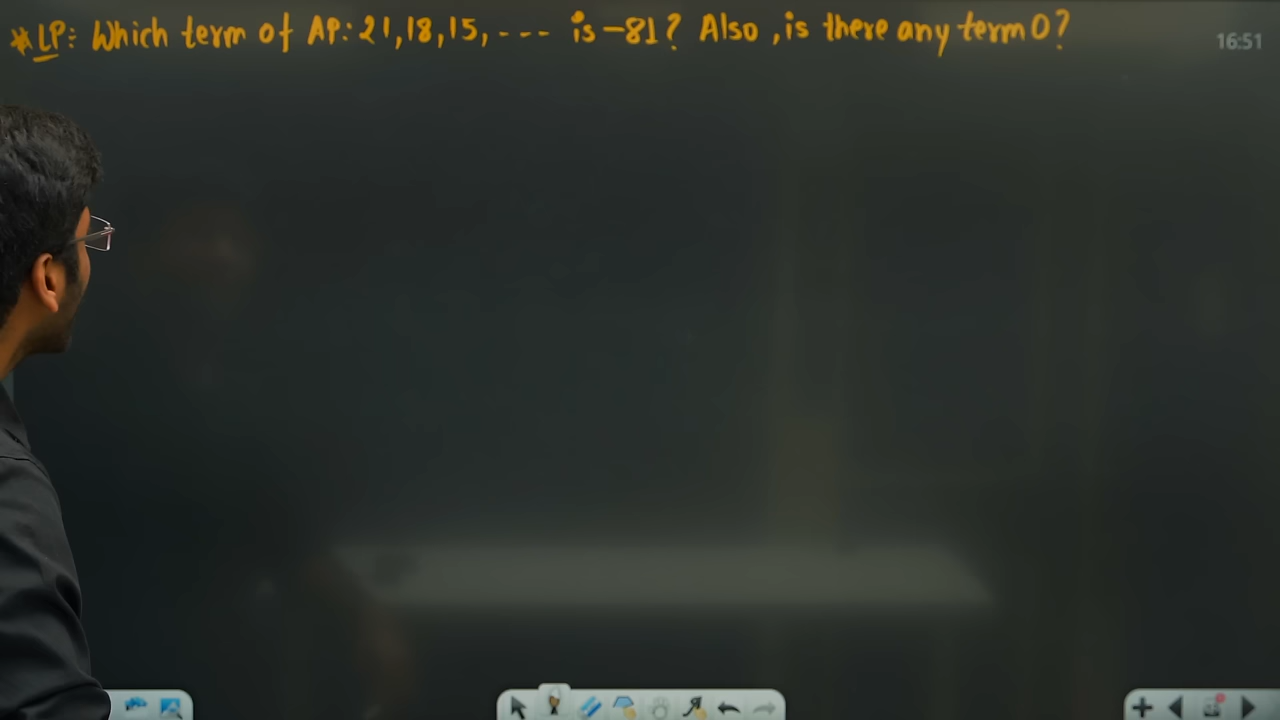 * LP: Which term of AP: 21, 18, 15, --- is -81? Also, is there any term 0?
16:51